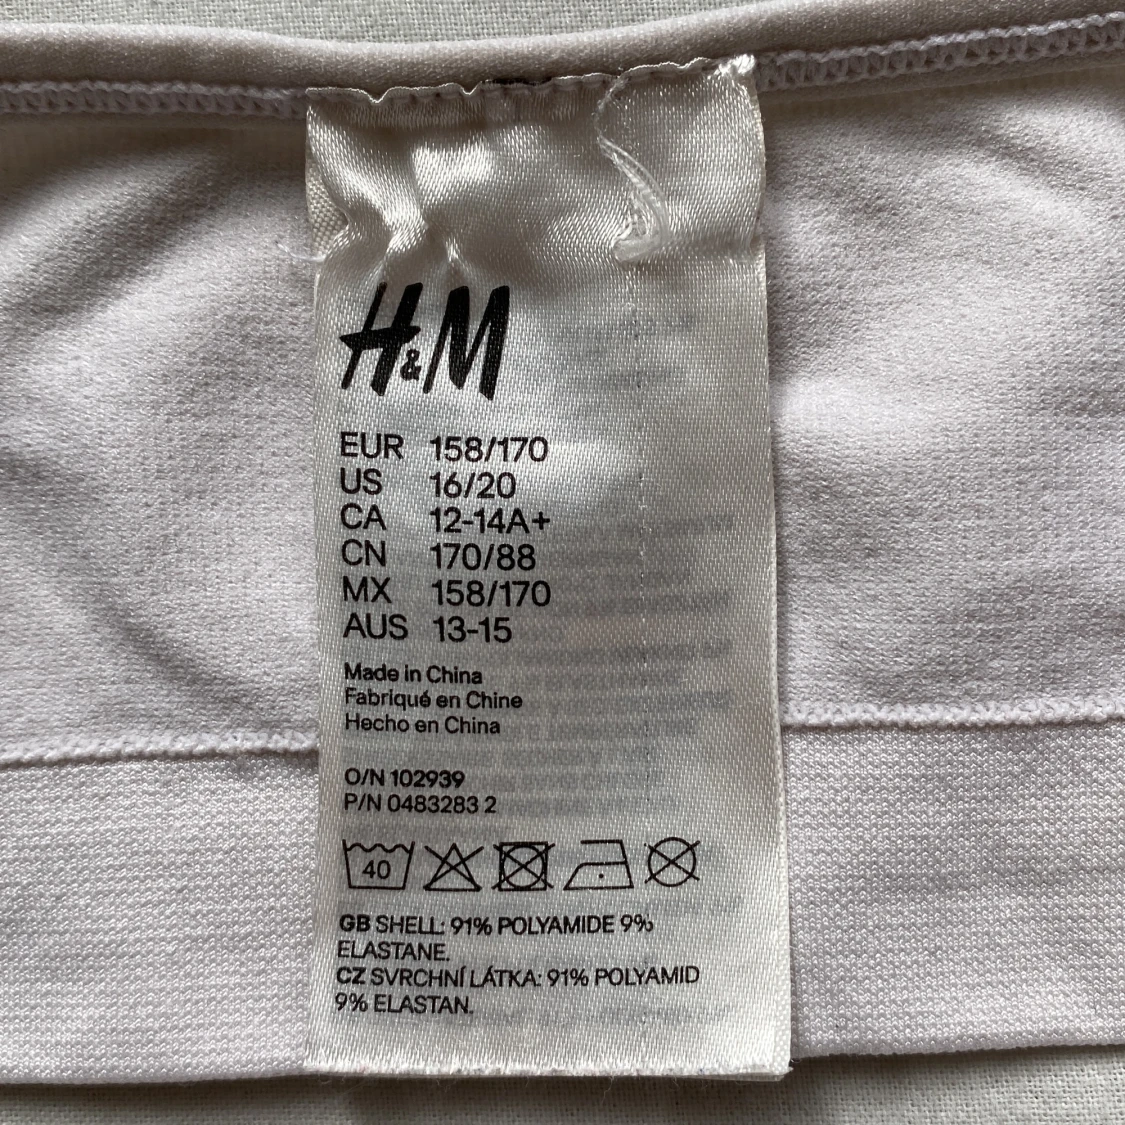 H&M
EUR 158/170
US 16/20
CA 12-14A+
CN 170/88
MX 158/170
AUS 13-15
Made in China
Fabriqué en Chine
Hecho en China
O/N 102939
P/N 0483283 2
40
GB SHELL: 91% POLYAMIDE 9%
ELASTANE.
CZ SVRCHNÍ LÁTKA: 91% POLYAMID
9% ELASTAN.